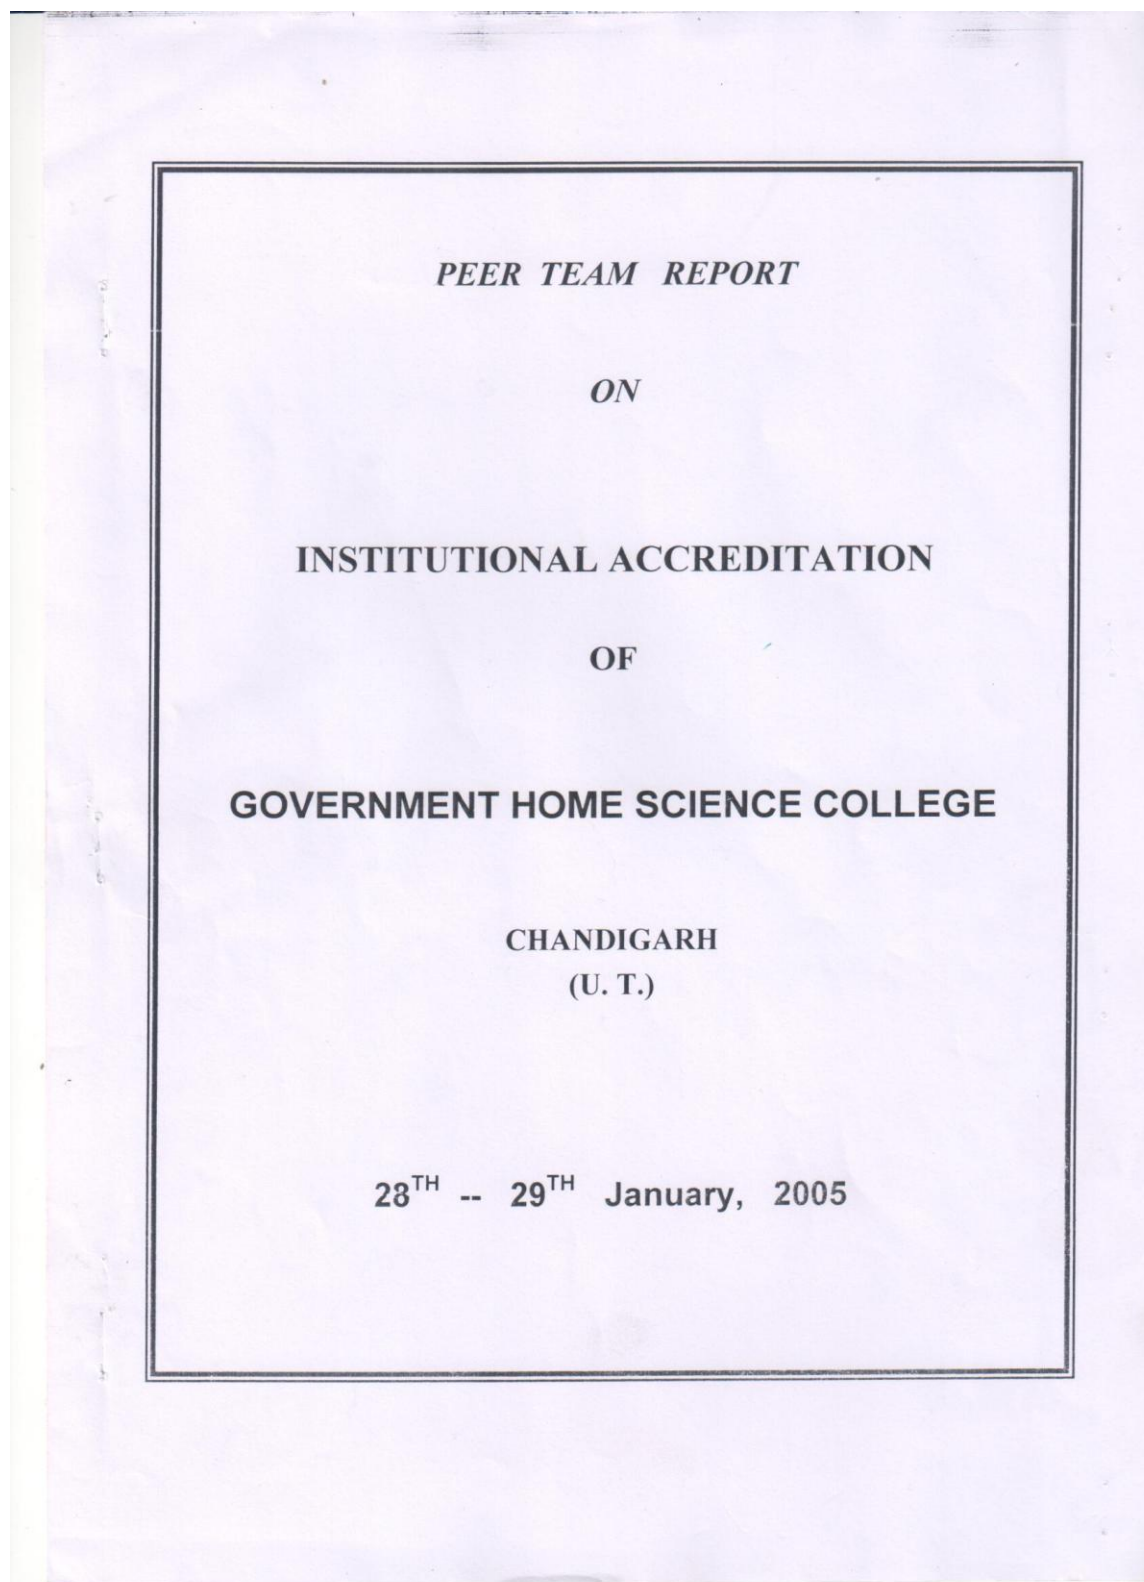 PEER TEAM REPORT
ON
INSTITUTIONAL ACCREDITATION
OF
GOVERNMENT HOME SCIENCE COLLEGE
CHANDIGARH
(U. T.)
28TH -- 29TH January, 2005